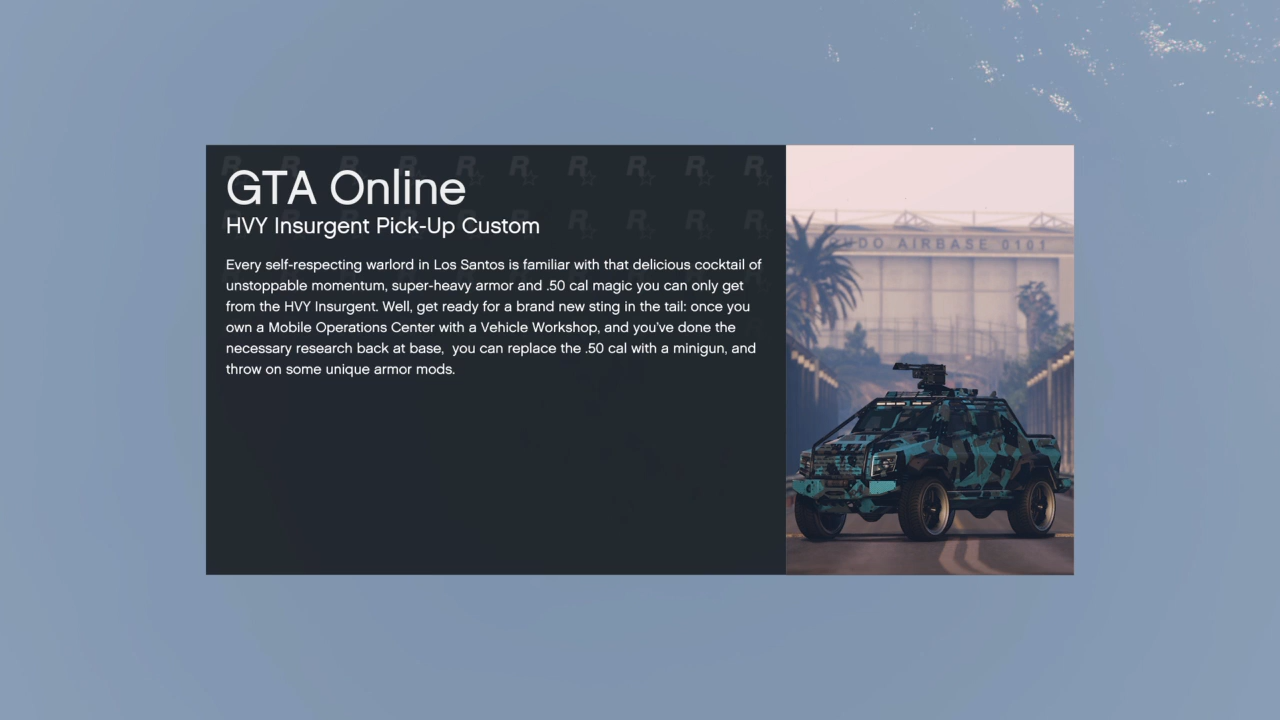 GTA Online
HVY Insurgent Pick-Up Custom
Every self-respecting warlord in Los Santos is familiar with that delicious cocktail of
unstoppable momentum, super-heavy armor and .50 cal magic you can only get
from the HVY Insurgent. Well, get ready for a brand new sting in the tail: once you
own a Mobile Operations Center with a Vehicle Workshop, and you've done the
necessary research back at base,  you can replace the .50 cal with a minigun, and
throw on some unique armor mods.
AIRBASE 0101